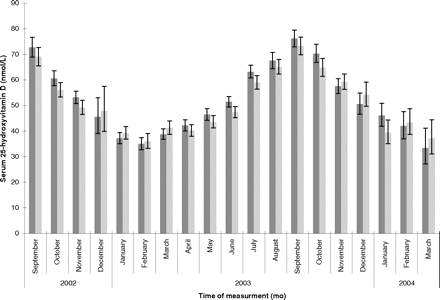 Serum 25-hydroxyvitamin D (nmol/L)
90
80
70
60
50
40
30
20
10
0
September
October
November
December
January
February
March
April
May
June
July
August
September
October
November
December
January
February
March
2002
2003
2004
Time of measurment (mo)